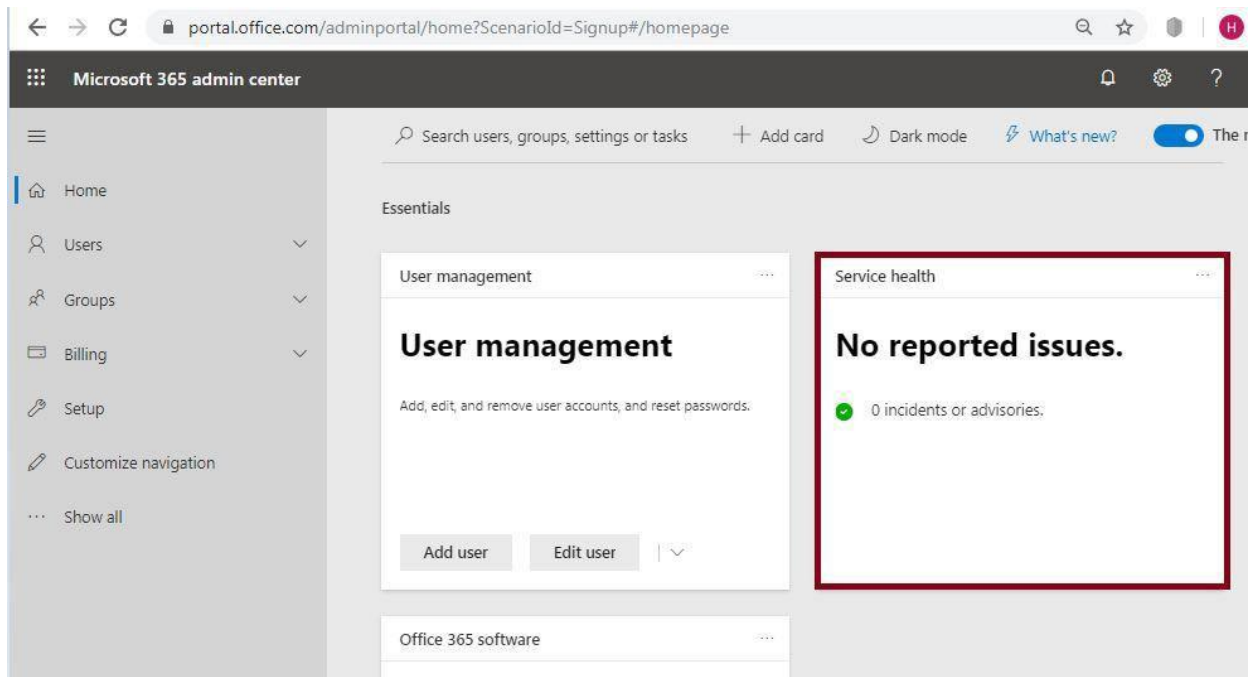 portal.office.com/adminportal/home?ScenarioId=Signup#/homepage
H
Microsoft 365 admin center
?
Search users, groups, settings or tasks
Add card
Dark mode
What's new?
The
Home
Users
Groups
Billing
Setup
Customize navigation
Show all
Essentials
User management
User management
Add, edit, and remove user accounts, and reset passwords.
Add user
Edit user
Service health
No reported issues.
0 incidents or advisories.
Office 365 software